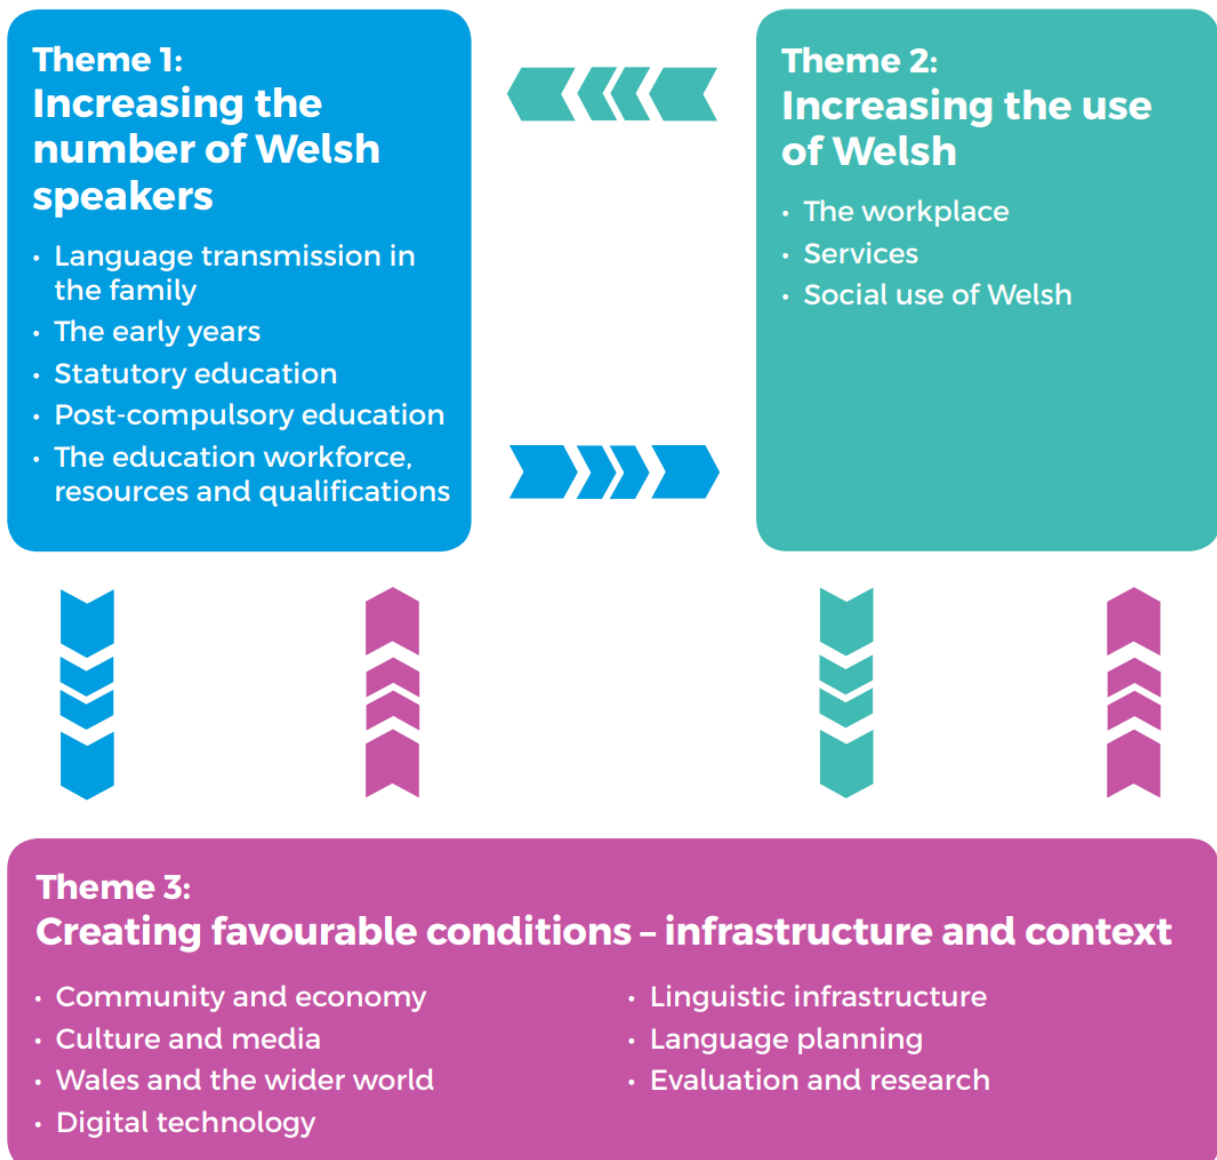 Theme 1:
Increasing the
number of Welsh
speakers
• Language transmission in
the family
• The early years
• Statutory education
• Post-compulsory education
• The education workforce,
resources and qualifications
Theme 2:
Increasing the use
of Welsh
• The workplace
• Services
• Social use of Welsh
Theme 3:
Creating favourable conditions – infrastructure and context
• Community and economy
• Culture and media
• Wales and the wider world
• Digital technology
• Linguistic infrastructure
• Language planning
• Evaluation and research